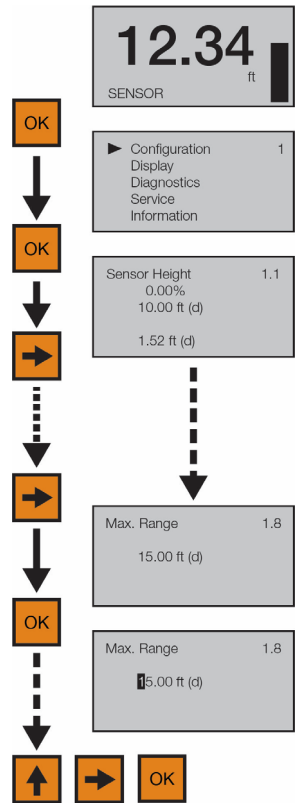 12.34
ft
SENSOR
OK
Configuration 1
Display
Diagnostics
Service
Information
OK
Sensor Height 1.1
0.00%
10.00 ft (d)
1.52 ft (d)
Max. Range 1.8
15.00 ft (d)
OK
Max. Range 1.8
15.00 ft (d)
OK